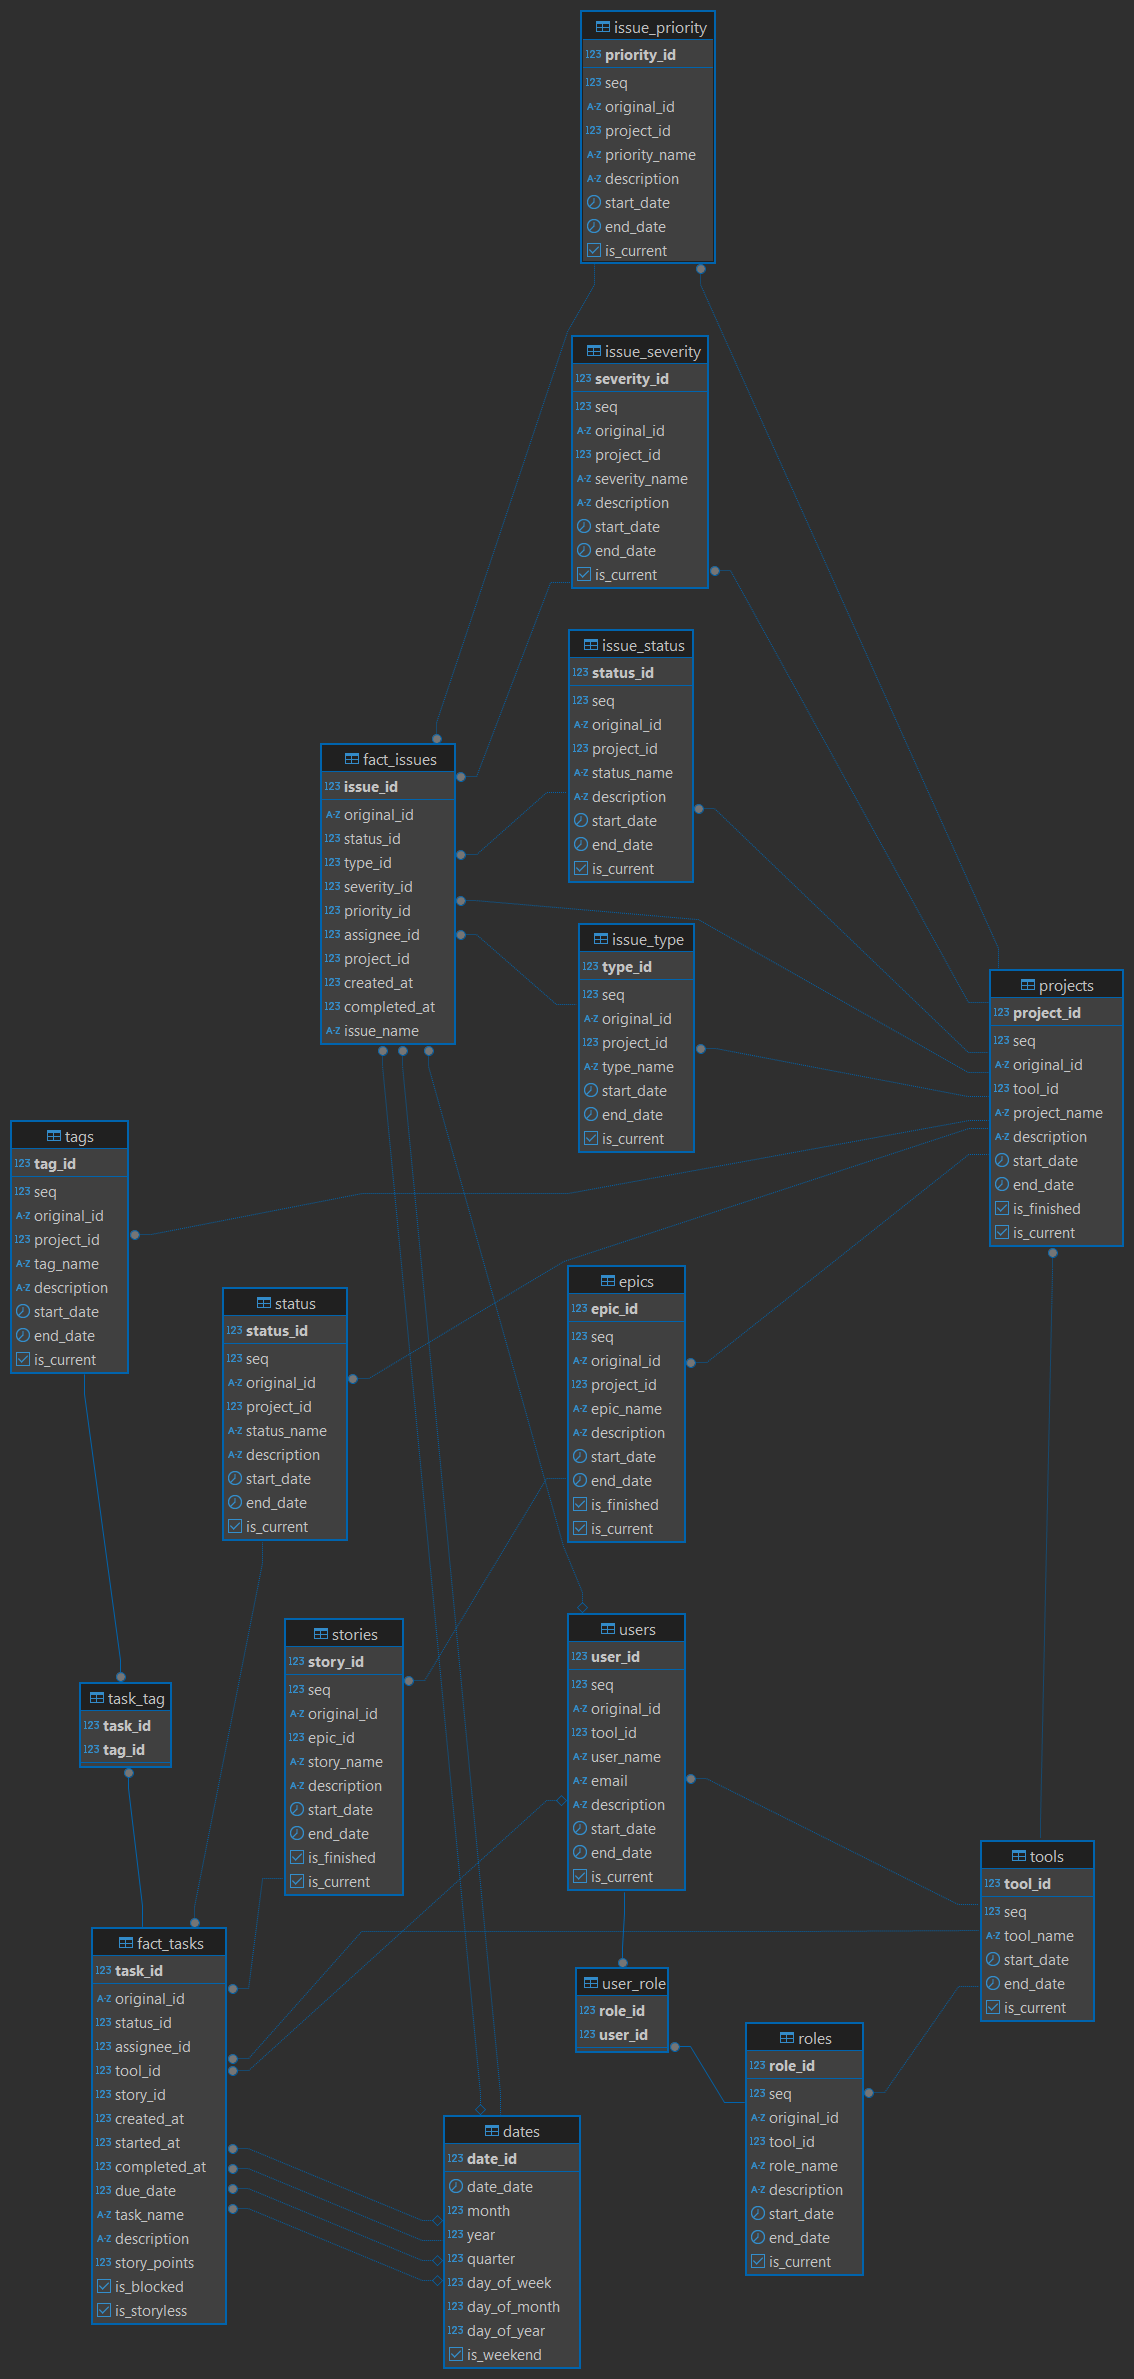 issue_priority
123 priority_id
123 seq
A-Z original_id
123 project_id
A-Z priority_name
A-Z description
start_date
end_date
is_current
issue_severity
123 severity_id
123 seq
A-Z original_id
123 project_id
A-Z severity_name
A-Z description
start_date
end_date
is_current
issue_status
123 status_id
123 seq
A-Z original_id
123 project_id
A-Z status_name
A-Z description
start_date
end_date
is_current
fact_issues
123 issue_id
A-Z original_id
123 status_id
123 type_id
123 severity_id
123 priority_id
123 assignee_id
123 project_id
123 created_at
123 completed_at
A-Z issue_name
issue_type
123 type_id
123 seq
A-Z original_id
123 project_id
A-Z type_name
start_date
end_date
is_current
projects
123 project_id
123 seq
A-Z original_id
123 tool_id
A-Z project_name
A-Z description
start_date
end_date
is_finished
is_current
tags
123 tag_id
123 seq
A-Z original_id
123 project_id
A-Z tag_name
A-Z description
start_date
end_date
is_current
status
123 status_id
123 seq
A-Z original_id
123 project_id
A-Z status_name
A-Z description
start_date
end_date
is_current
epics
123 epic_id
123 seq
A-Z original_id
123 project_id
A-Z epic_name
A-Z description
start_date
end_date
is_finished
is_current
stories
123 story_id
123 seq
A-Z original_id
123 epic_id
A-Z story_name
A-Z description
start_date
end_date
is_finished
is_current
users
123 user_id
123 seq
A-Z original_id
123 tool_id
A-Z user_name
A-Z email
A-Z description
start_date
end_date
is_current
task_tag
123 task_id
123 tag_id
tools
123 tool_id
123 seq
A-Z tool_name
start_date
end_date
is_current
fact_tasks
123 task_id
A-Z original_id
123 status_id
123 assignee_id
123 tool_id
123 story_id
123 created_at
123 started_at
123 completed_at
123 due_date
A-Z task_name
A-Z description
123 story_points
is_blocked
is_storyless
user_role
123 role_id
123 user_id
roles
123 role_id
123 seq
A-Z original_id
123 tool_id
A-Z role_name
A-Z description
start_date
end_date
is_current
dates
123 date_id
date_date
123 month
123 year
123 quarter
123 day_of_week
123 day_of_month
123 day_of_year
is_weekend